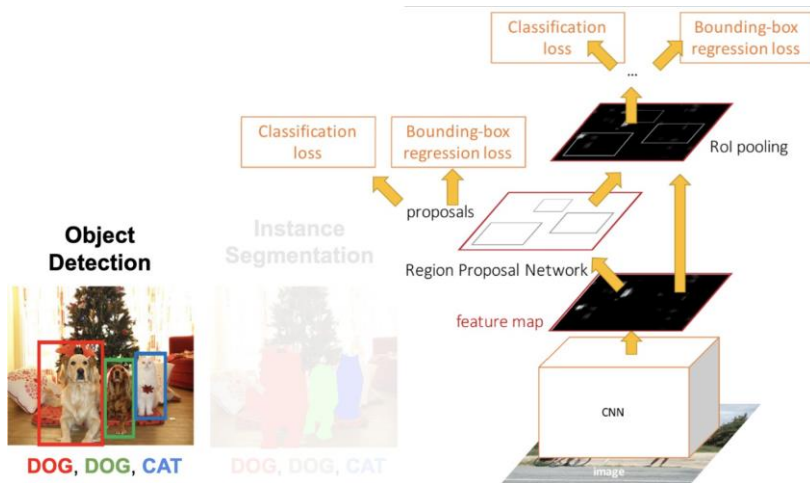 Classification
loss
Bounding-box
regression loss
...
Classification
loss
Bounding-box
regression loss
RoI pooling
proposals
Object
Detection
Instance
Segmentation
Region Proposal Network
feature map
CNN
image
DOG, DOG, CAT
DOG, DOG, CAT